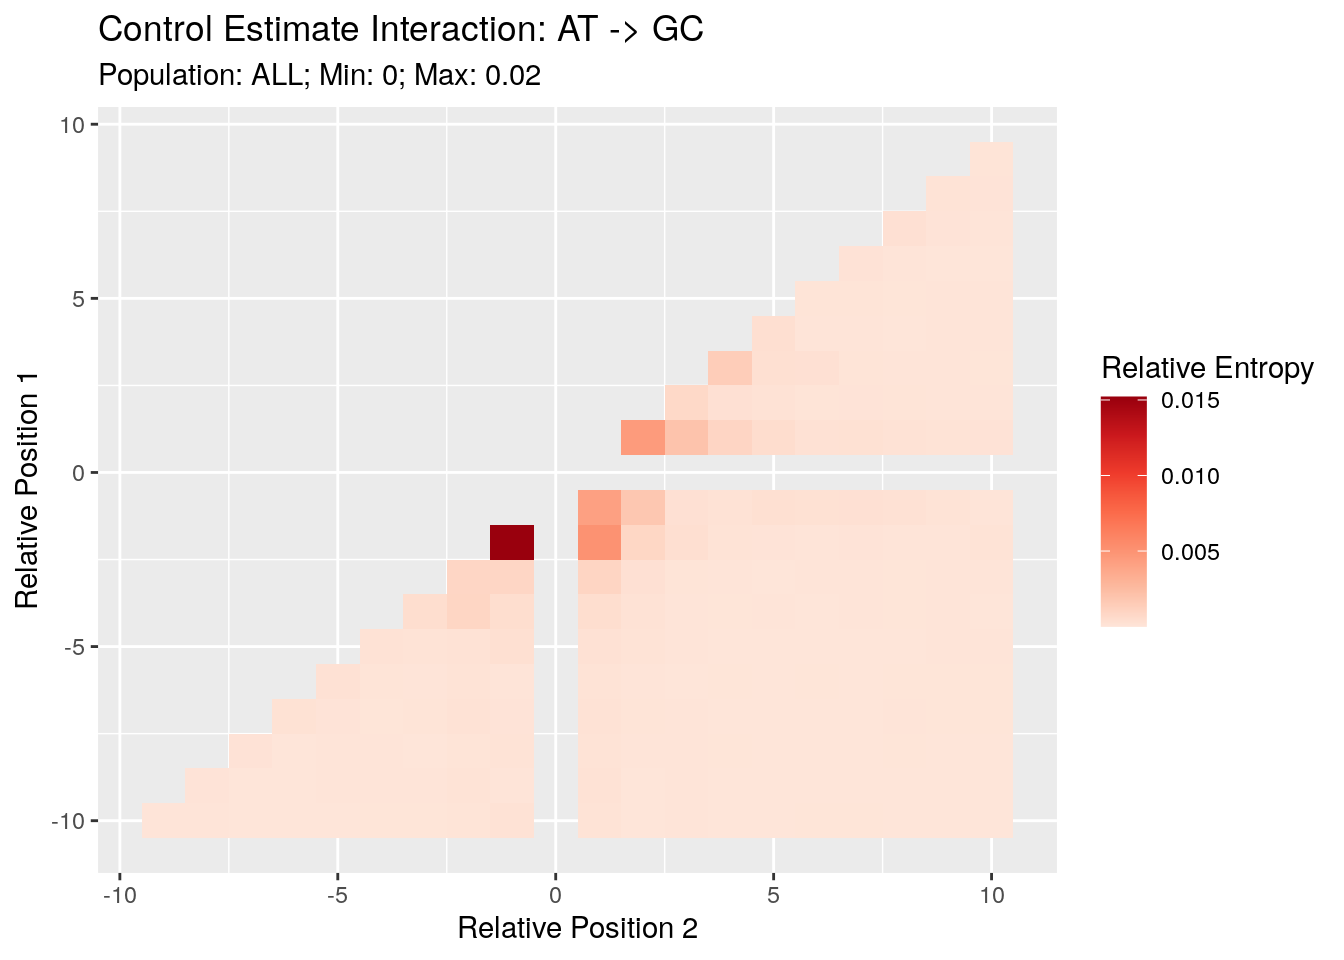 Control Estimate Interaction: AT -> GC
Population: ALL; Min: 0; Max: 0.02
10
5
0
-5
-10
Relative Position 1
-10
-5
0
5
10
Relative Position 2
Relative Entropy
0.015
0.010
0.005